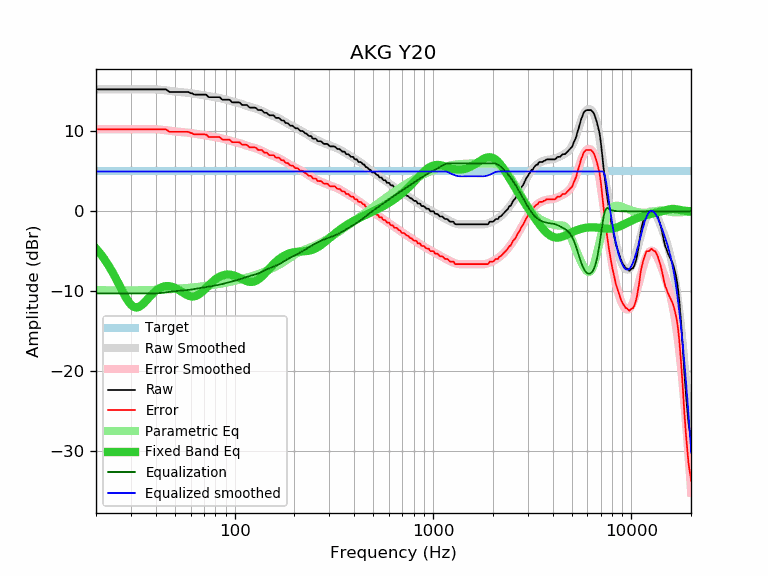 AKG Y20
Amplitude (dBr)
10
0
−10
−20
−30
Target
Raw Smoothed
Error Smoothed
Raw
Error
Parametric Eq
Fixed Band Eq
Equalization
Equalized smoothed
100
1000
10000
Frequency (Hz)